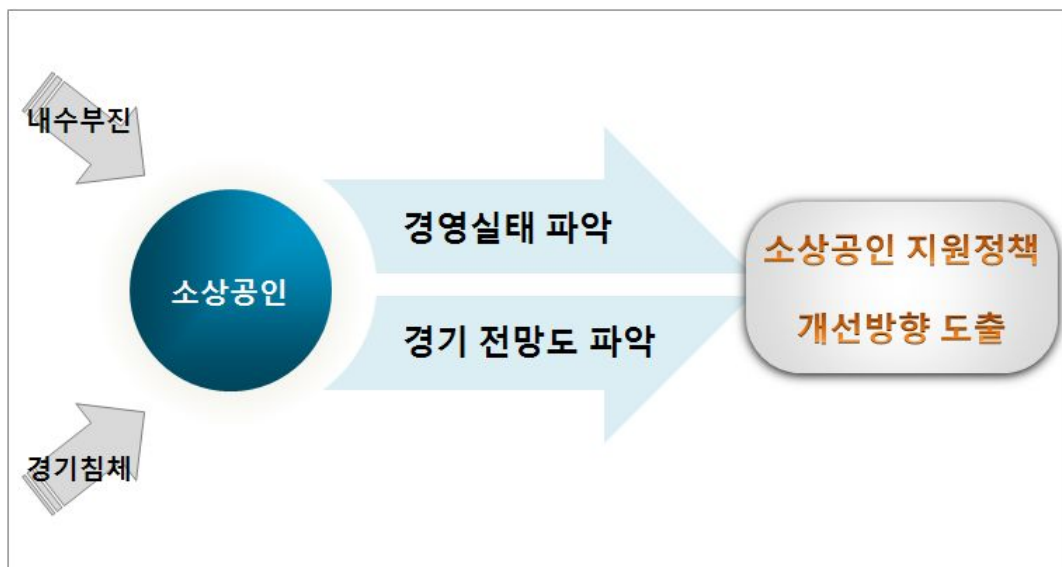 내수부진
소상공인
경기침체
경영실태 파악
경기 전망도 파악
소상공인 지원정책
개선방향 도출